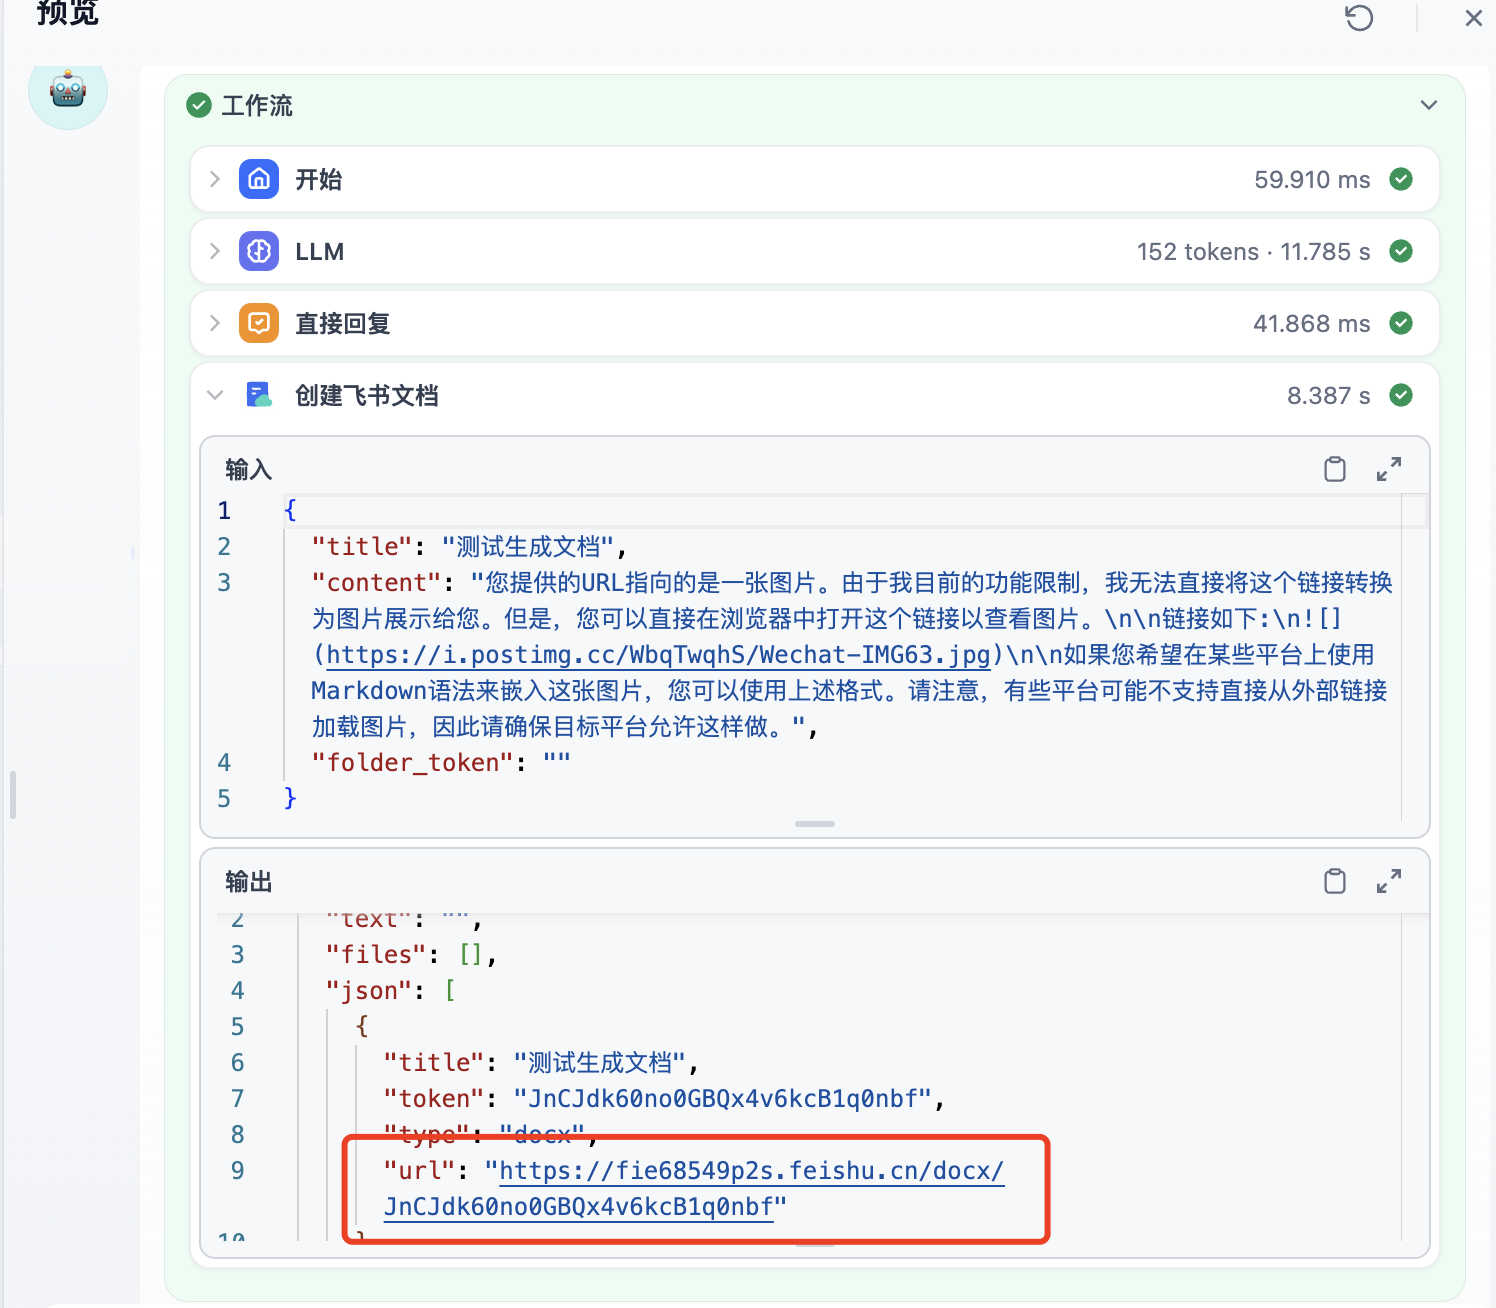 预览
工作流
开始 59.910 ms
LLM 152 tokens · 11.785 s
直接回复 41.868 ms
创建飞书文档 8.387 s
输入
1 {
2 "title": "测试生成文档",
3 "content": "您提供的URL指向的是一张图片。由于我目前的功能限制，我无法直接将这个链接转换
为图片展示给您。但是，您可以直接在浏览器中打开这个链接以查看图片。\n\n链接如下:\n![]
(https://i.postimg.cc/WbqTwqhS/Wechat-IMG63.jpg)\n\n如果您希望在某些平台上使用
Markdown语法来嵌入这张图片，您可以使用上述格式。请注意，有些平台可能不支持直接从外部链接
加载图片，因此请确保目标平台允许这样做。",
4 "folder_token": ""
5 }
输出
2 "text": "",
3 "files": [],
4 "json": [
5 {
6 "title": "测试生成文档",
7 "token": "JnCJdk60no0GBQx4v6kcB1q0nbf",
8 "type": "docx",
9 "url": "https://fie68549p2s.feishu.cn/docx/
JnCJdk60no0GBQx4v6kcB1q0nbf"
10 }